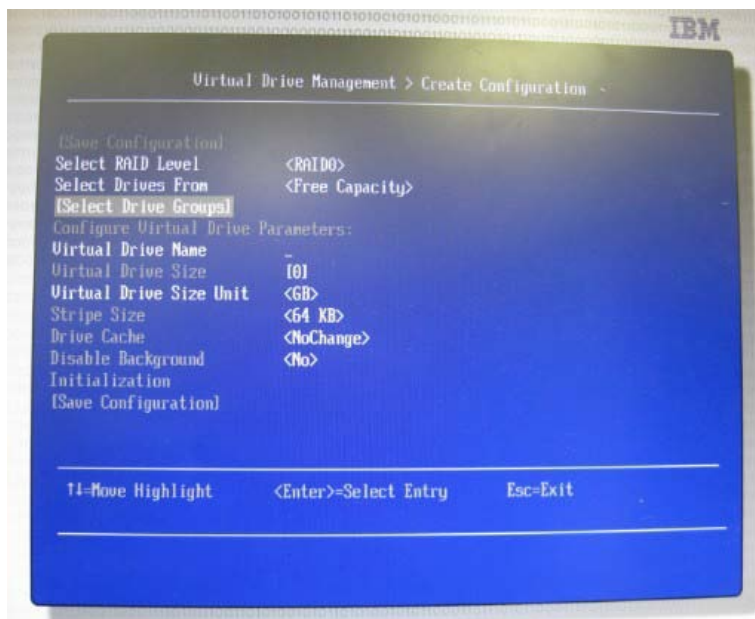 IBM
Virtual Drive Management > Create Configuration
[Save Configuration]
Select RAID Level <RAID0>
Select Drives From <Free Capacity>
[Select Drive Groups]
Configure Virtual Drive Parameters:
Virtual Drive Name _
Virtual Drive Size [0]
Virtual Drive Size Unit <GB>
Stripe Size <64 KB>
Drive Cache <NoChange>
Disable Background <No>
Initialization
[Save Configuration]
↑↓=Move Highlight <Enter>=Select Entry Esc=Exit